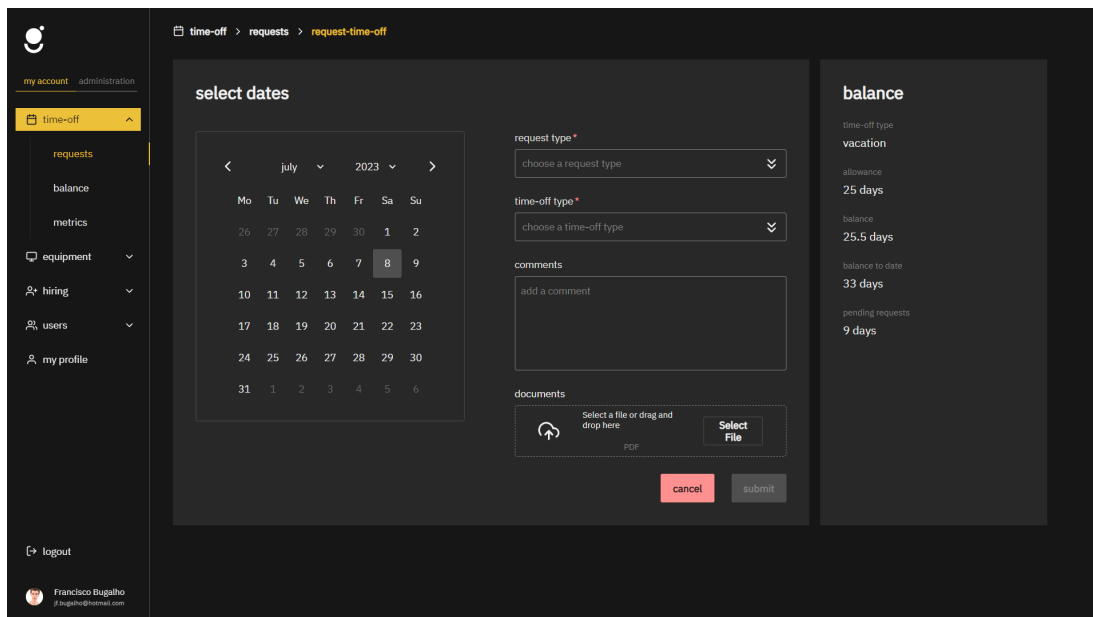 time-off > requests > request-time-off
my account administration
time-off
requests
balance
metrics
equipment
hiring
users
my profile
logout
Francisco Bugalho
jf.bugalho@hotmail.com
select dates
july 2023
Mo Tu We Th Fr Sa Su
26 27 28 29 30 1 2
3 4 5 6 7 8 9
10 11 12 13 14 15 16
17 18 19 20 21 22 23
24 25 26 27 28 29 30
31 1 2 3 4 5 6
request type*
choose a request type
time-off type*
choose a time-off type
comments
add a comment
documents
Select a file or drag and
drop here
PDF
Select
File
cancel submit
balance
time-off type
vacation
allowance
25 days
balance
25.5 days
balance to date
33 days
pending requests
9 days